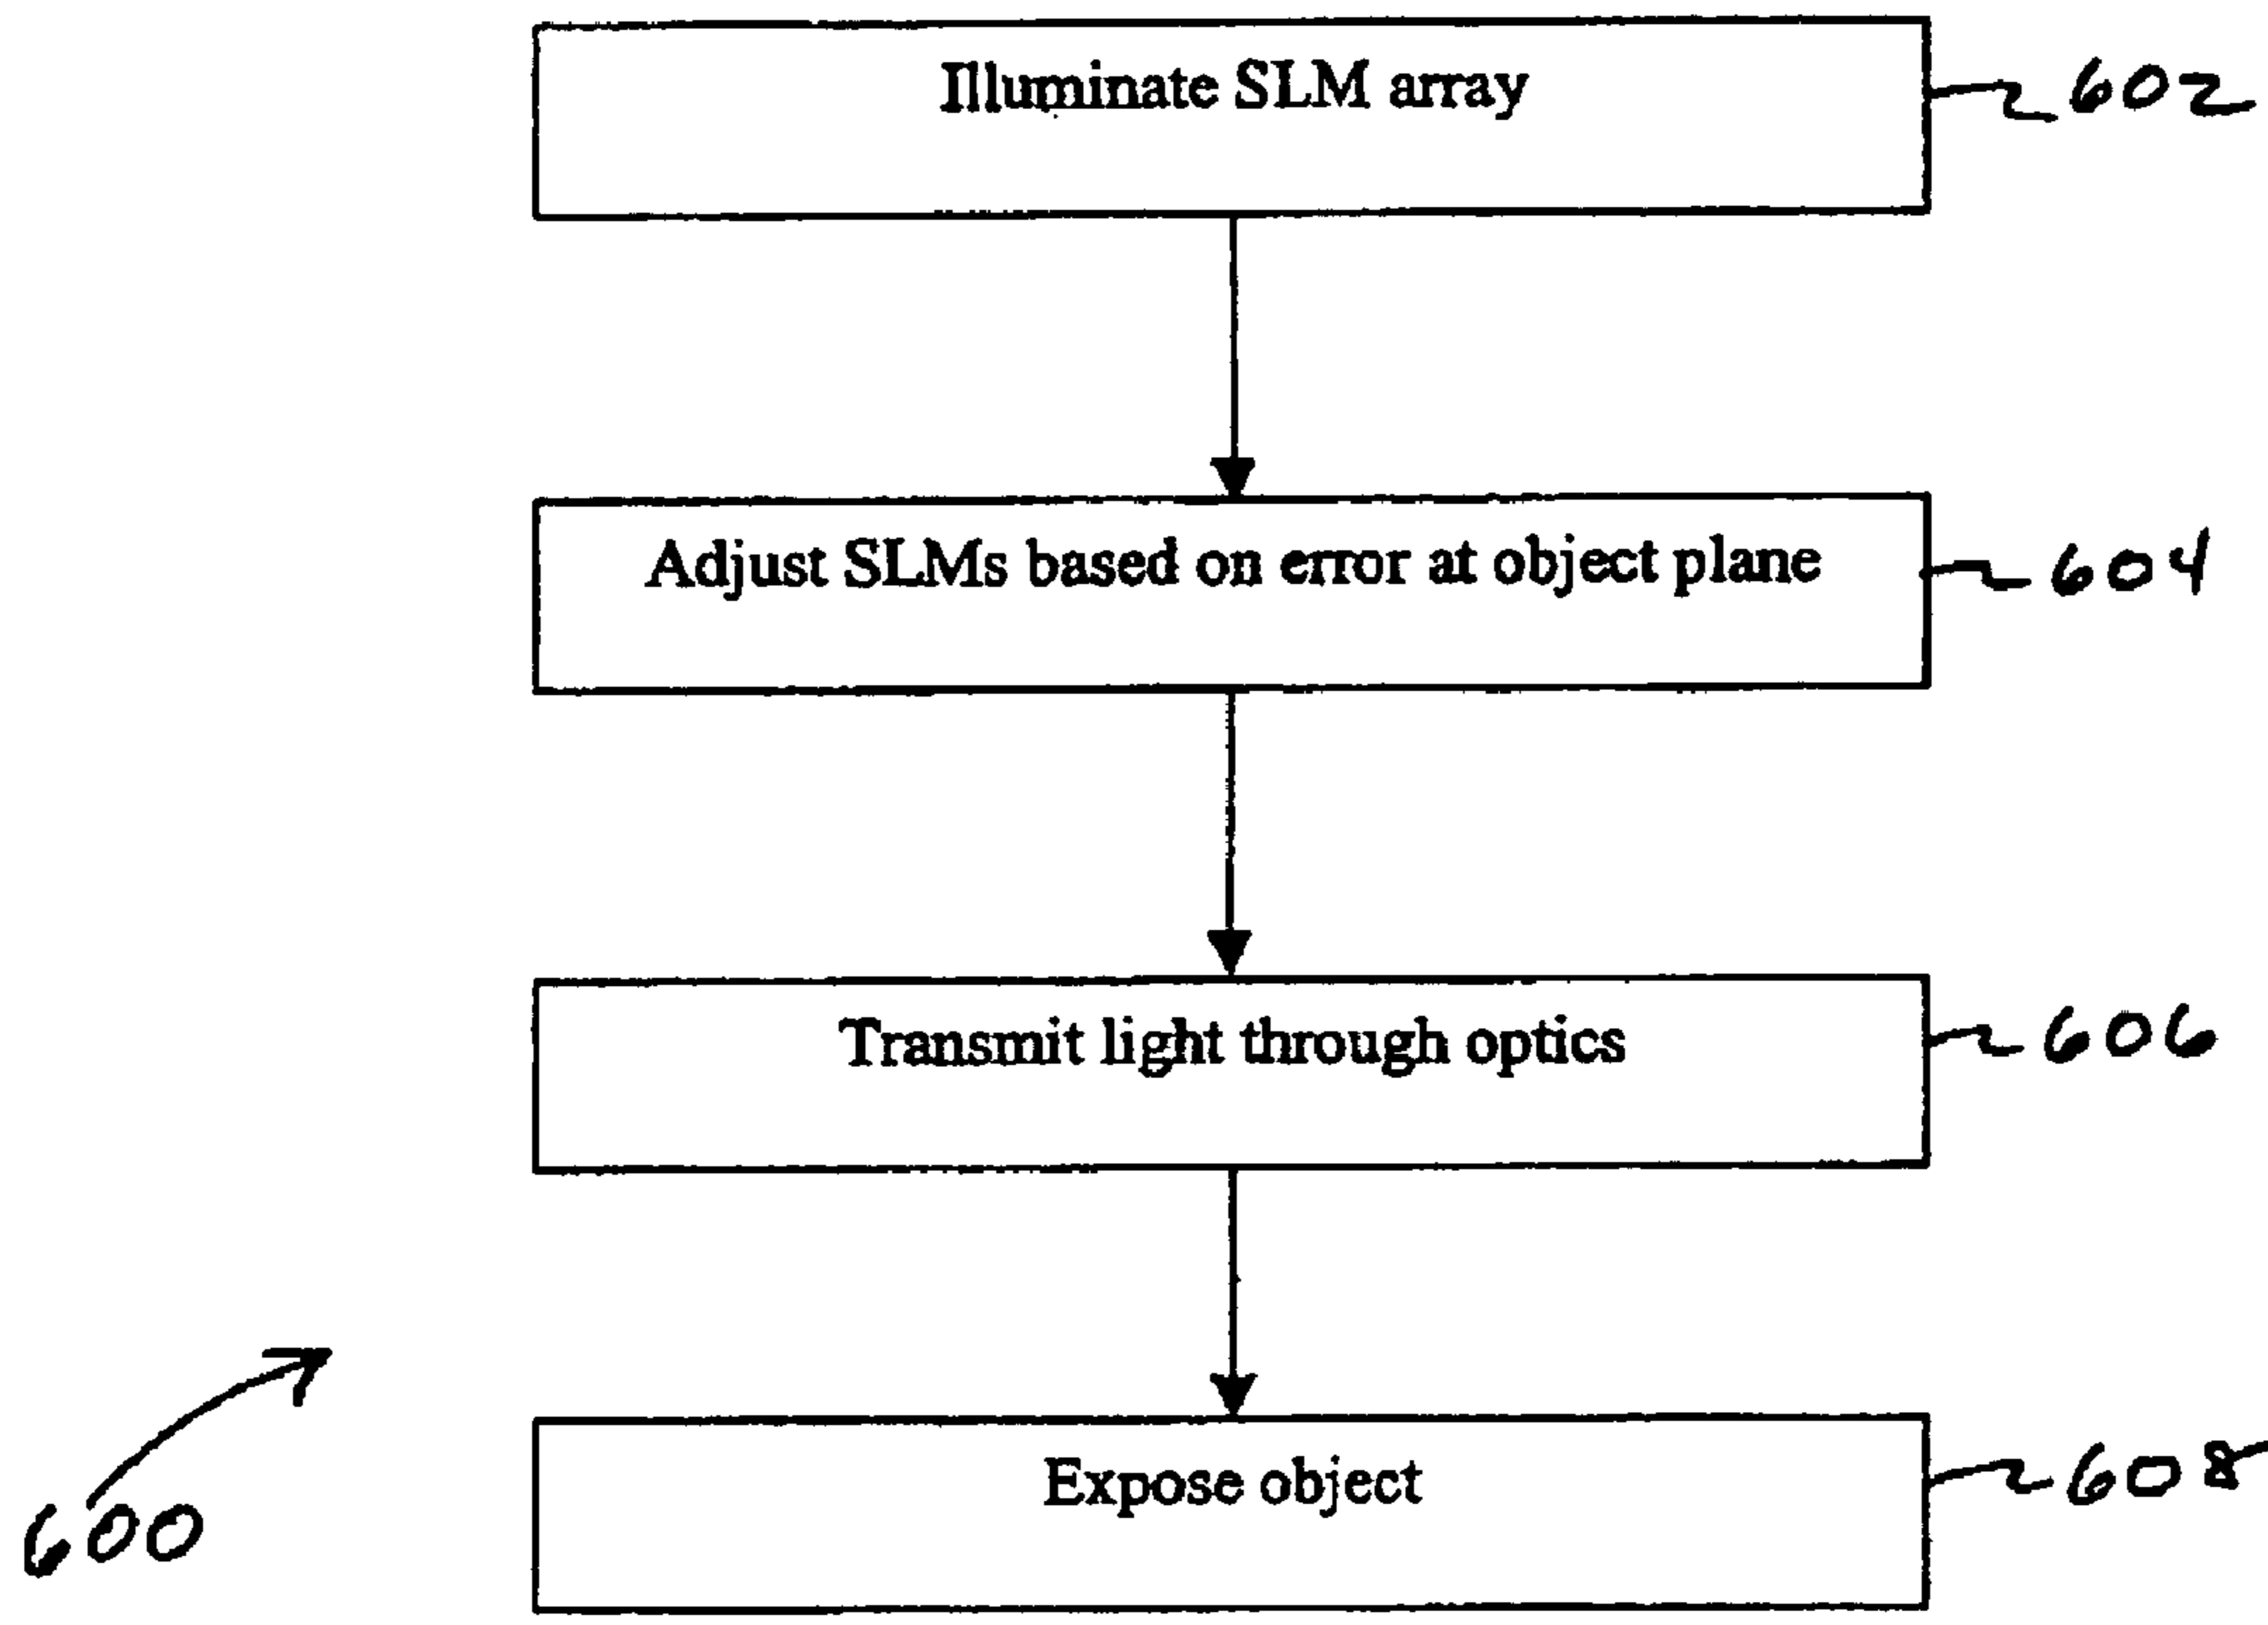 Illuminate SLM array
602
Adjust SLMs based on error at object plane
604
Transmit light through optics
606
Expose object
608
600